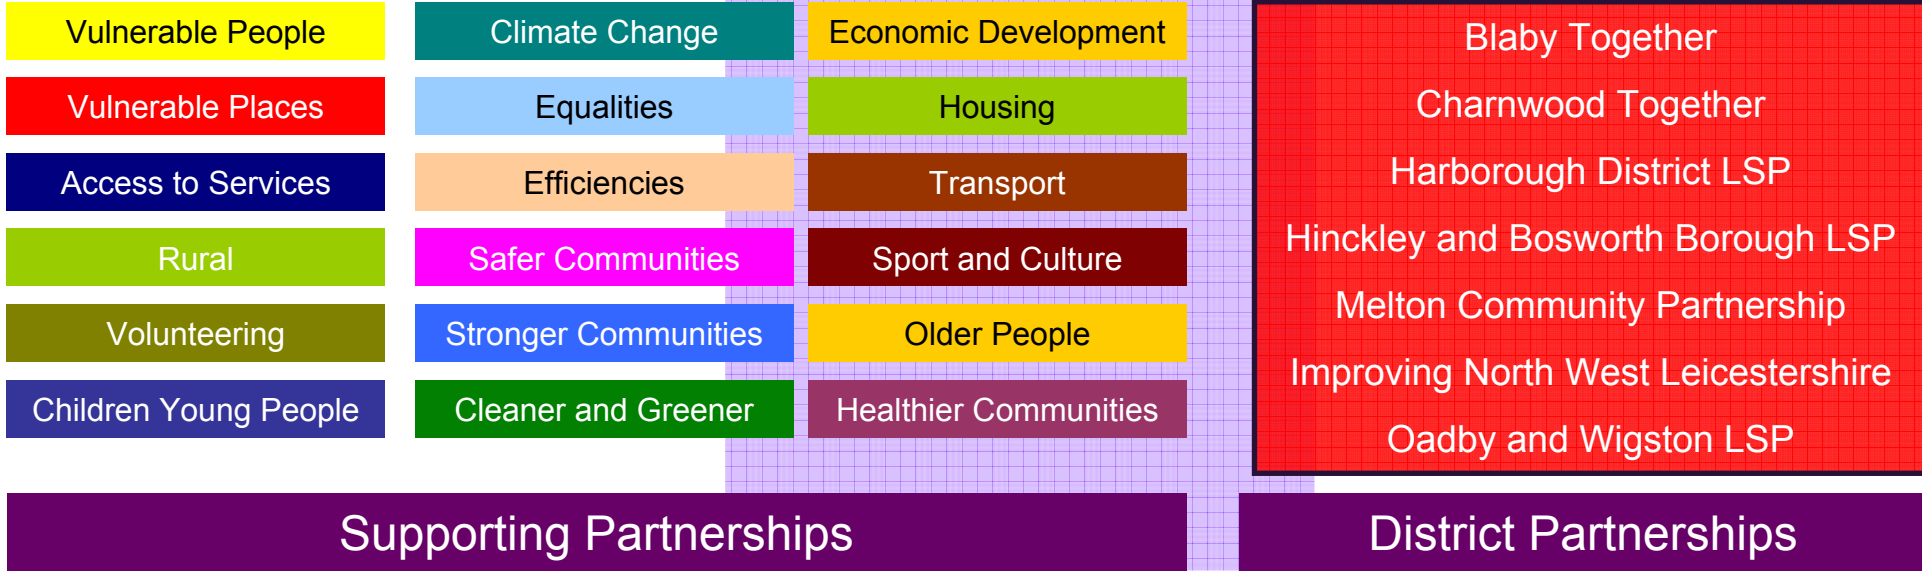 Vulnerable People
Climate Change
Economic Development
Vulnerable Places
Equalities
Housing
Access to Services
Efficiencies
Transport
Rural
Safer Communities
Sport and Culture
Volunteering
Stronger Communities
Older People
Children Young People
Cleaner and Greener
Healthier Communities
Blaby Together
Charnwood Together
Harborough District LSP
Hinckley and Bosworth Borough LSP
Melton Community Partnership
Improving North West Leicestershire
Oadby and Wigston LSP
Supporting Partnerships
District Partnerships